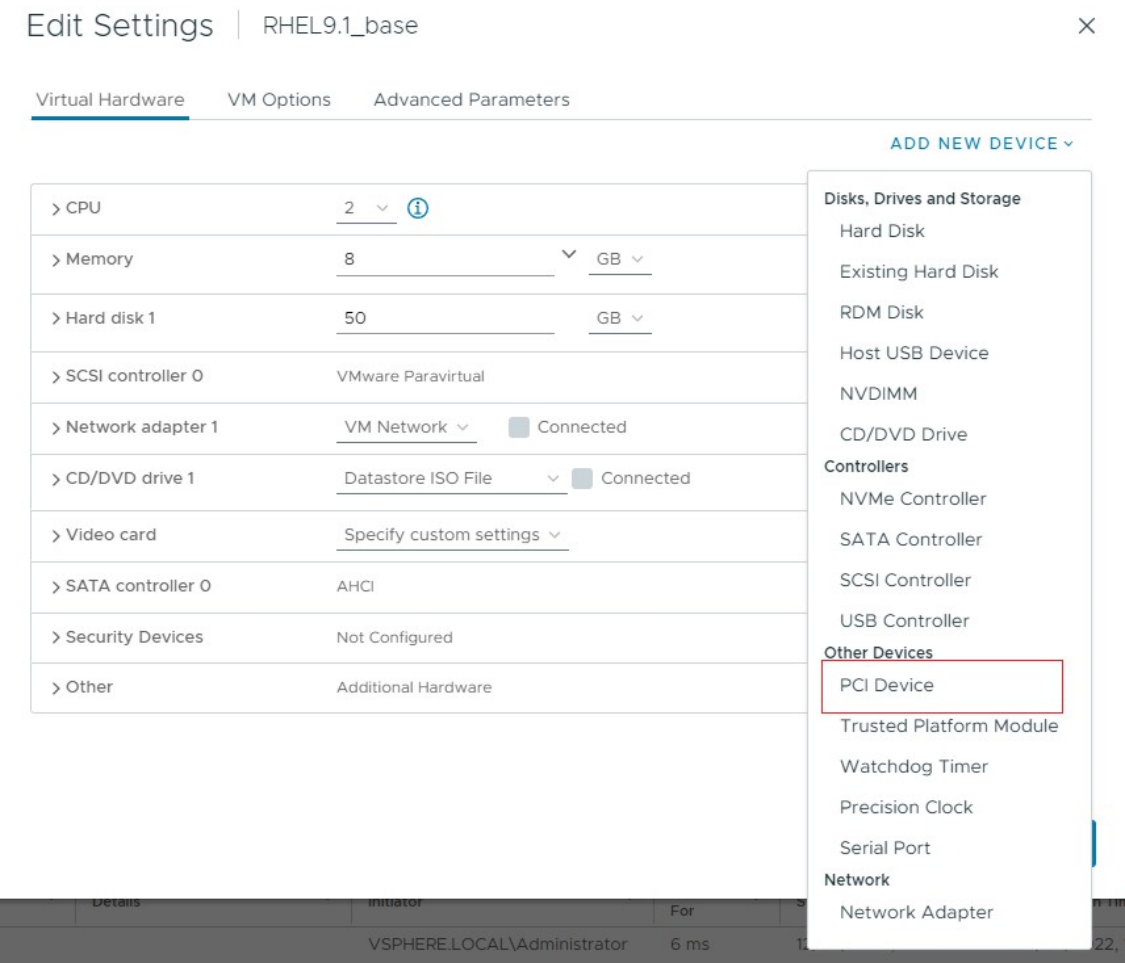 Edit Settings RHEL9.1_base
Virtual Hardware VM Options Advanced Parameters
ADD NEW DEVICE
CPU 2
Memory 8 GB
Hard disk 1 50 GB
SCSI controller 0 VMware Paravirtual
Network adapter 1 VM Network Connected
CD/DVD drive 1 Datastore ISO File Connected
Video card Specify custom settings
SATA controller 0 AHCI
Security Devices Not Configured
Other Additional Hardware
Disks, Drives and Storage
Hard Disk
Existing Hard Disk
RDM Disk
Host USB Device
NVDIMM
CD/DVD Drive
Controllers
NVMe Controller
SATA Controller
SCSI Controller
USB Controller
Other Devices
PCI Device
Trusted Platform Module
Watchdog Timer
Precision Clock
Serial Port
Network
Network Adapter
Details Initiator For
VSPHERE.LOCAL\Administrator 6 ms